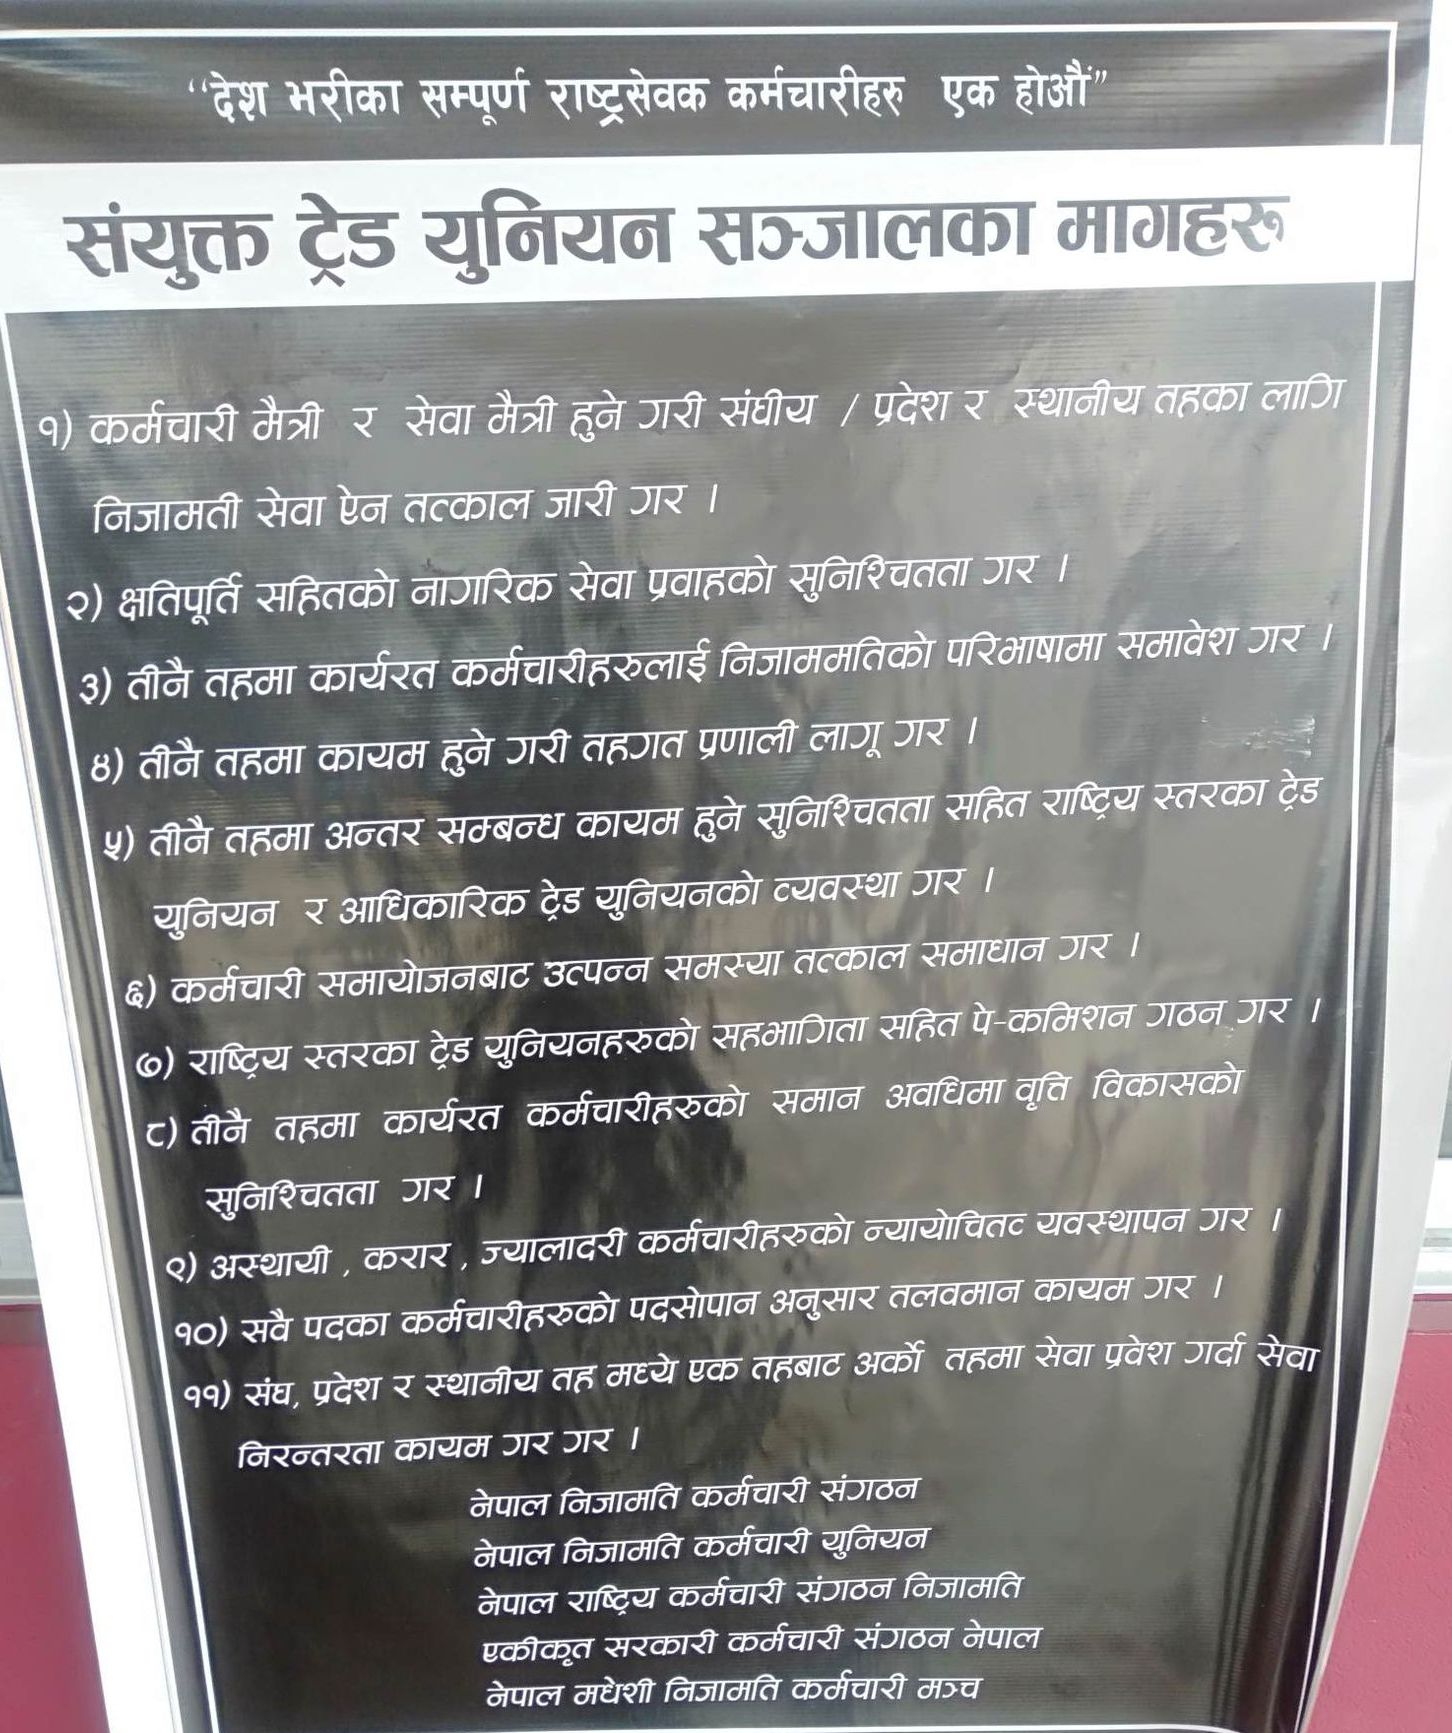 “देश भरीका सम्पूर्ण राष्ट्रसेवक कर्मचारीहरु एक होऔं”
संयुक्त ट्रेड युनियन सञ्जालका मागहरू
१) कर्मचारी मैत्री र सेवा मैत्री हुने गरी संघीय / प्रदेश र स्थानीय तहका लागि
निजामती सेवा ऐन तत्काल जारी गर ।
२) क्षतिपूर्ति सहितको नागरिक सेवा प्रवाहको सुनिश्चितता गर ।
३) तीनै तहमा कार्यरत कर्मचारीहरुलाई निजाममतिको परिभाषामा समावेश गर ।
४) तीनै तहमा कायम हुने गरी तहगत प्रणाली लागू गर ।
५) तीनै तहमा अन्तर सम्बन्ध कायम हुने सुनिश्चितता सहित राष्ट्रिय स्तरका ट्रेड
युनियन र आधिकारिक ट्रेड युनियनको व्यवस्था गर ।
६) कर्मचारी समायोजनबाट उत्पन्न समस्या तत्काल समाधान गर ।
७) राष्ट्रिय स्तरका ट्रेड युनियनहरुको सहभागिता सहित पे-कमिशन गठन गर ।
८) तीनै तहमा कार्यरत कर्मचारीहरुको समान अवधिमा वृत्ति विकासको
सुनिश्चितता गर ।
९) अस्थायी , करार , ज्यालादरी कर्मचारीहरुको न्यायोचितव्‍ यवस्थापन गर ।
१०) सवै पदका कर्मचारीहरुको पदसोपान अनुसार तलवमान कायम गर ।
११) संघ, प्रदेश र स्थानीय तह मध्ये एक तहबाट अर्को तहमा सेवा प्रवेश गर्दा सेवा
निरन्तरता कायम गर गर ।
नेपाल निजामति कर्मचारी संगठन
नेपाल निजामति कर्मचारी युनियन
नेपाल राष्ट्रिय कर्मचारी संगठन निजामति
एकीकृत सरकारी कर्मचारी संगठन नेपाल
नेपाल मधेशी निजामति कर्मचारी मञ्च